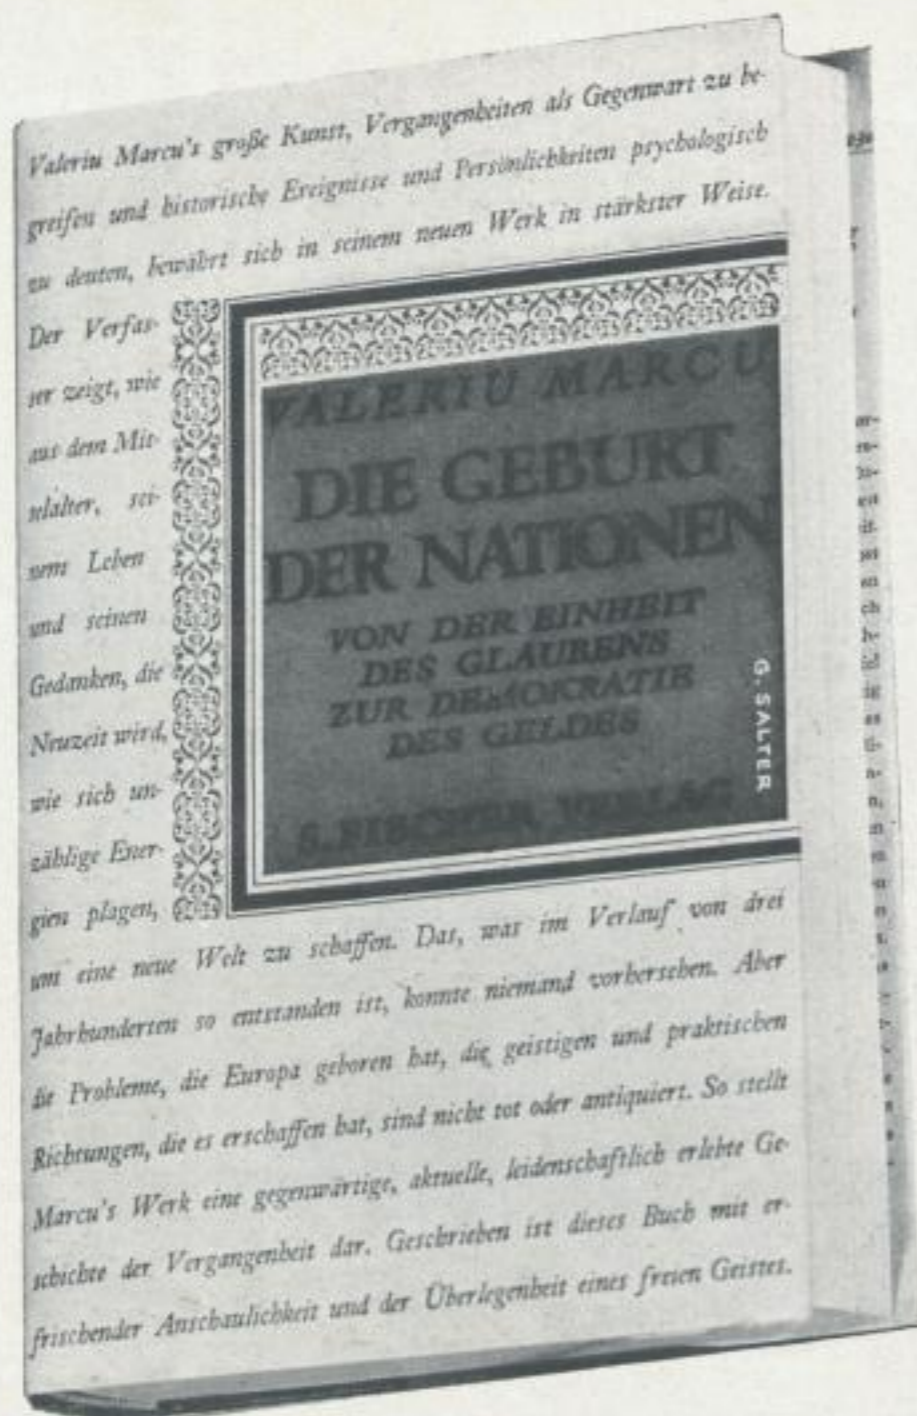 Valeriu Marcu's große Kunst, Vergangenheiten als Gegenwart zu be-
greifen und historische Ereignisse und Persönlichkeiten psychologisch
zu deuten, bewährt sich in seinem neuen Werk in stärkster Weise.
Der Verfas-
ser zeigt, wie
aus dem Mit-
telalter, sei-
nem Leben
und seinen
Gedanken, die
Neuzeit wird,
wie sich un-
zählige Ener-
gien plagen,
VALERIU MARCU
DIE GEBURT
DER NATIONEN
VON DER EINHEIT
DES GLAUBENS
ZUR DEMOKRATIE
DES GELDES
S. FISCHER VERLAG
G. SALTER
um eine neue Welt zu schaffen. Das, was im Verlauf von drei
Jahrhunderten so entstanden ist, konnte niemand vorhersehen. Aber
die Probleme, die Europa geboren hat, die geistigen und praktischen
Richtungen, die es erschaffen hat, sind nicht tot oder antiquiert. So stellt
Marcu's Werk eine gegenwärtige, aktuelle, leidenschaftlich erlebte Ge-
schichte der Vergangenheit dar. Geschrieben ist dieses Buch mit er-
frischender Anschaulichkeit und der Überlegenheit eines freien Geistes.